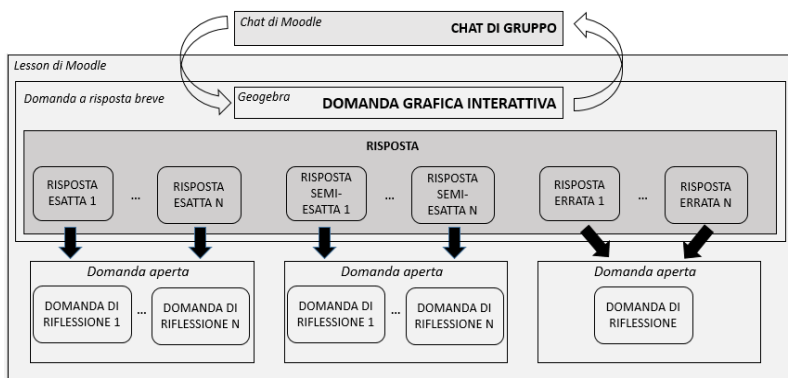 Chat di Moodle
CHAT DI GRUPPO
Lesson di Moodle
Domanda a risposta breve
Geogebra
DOMANDA GRAFICA INTERATTIVA
RISPOSTA
RISPOSTA
ESATTA 1
...
RISPOSTA
ESATTA N
RISPOSTA
SEMI-
ESATTA 1
...
RISPOSTA
SEMI-
ESATTA N
RISPOSTA
ERRATA 1
...
RISPOSTA
ERRATA N
Domanda aperta
DOMANDA DI
RIFLESSIONE 1
...
DOMANDA DI
RIFLESSIONE N
Domanda aperta
DOMANDA DI
RIFLESSIONE 1
...
DOMANDA DI
RIFLESSIONE N
Domanda aperta
DOMANDA DI
RIFLESSIONE